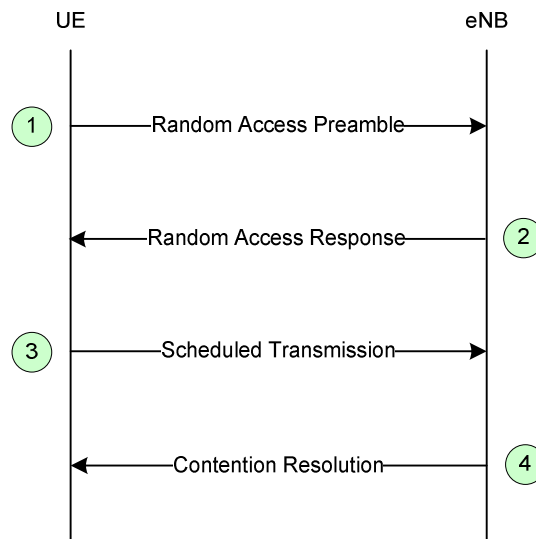 UE
eNB
1
Random Access Preamble
Random Access Response
2
3
Scheduled Transmission
Contention Resolution
4